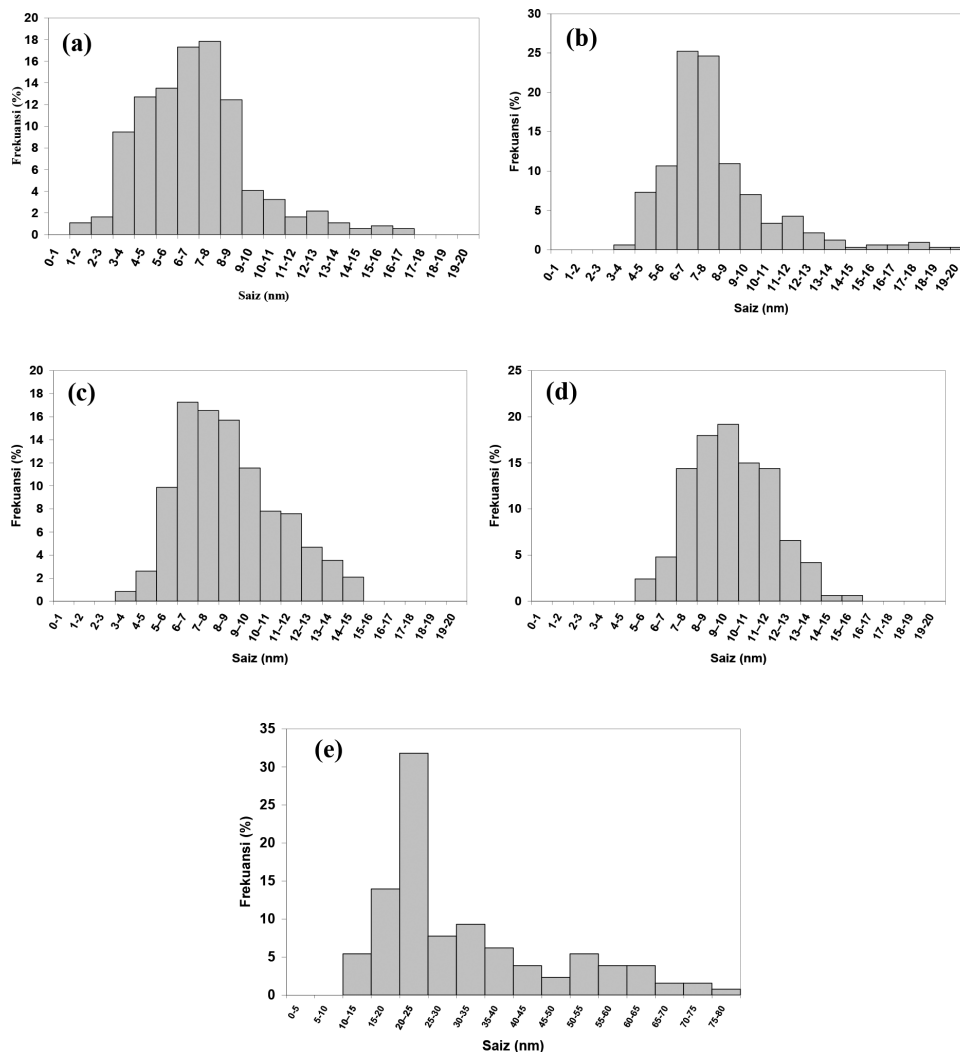 (a)
Frekuansi (%)
20
18
16
14
12
10
8
6
4
2
0
0-1 1-2 2-3 3-4 4-5 5-6 6-7 7-8 8-9 9-10 10-11 11-12 12-13 13-14 14-15 15-16 16-17 17-18 18-19 19-20
Saiz (nm)
(b)
Frekuansi (%)
30
25
20
15
10
5
0
0-1 1-2 2-3 3-4 4-5 5-6 6-7 7-8 8-9 9-10 10-11 11-12 12-13 13-14 14-15 15-16 16-17 17-18 18-19 19-20
Saiz (nm)
(c)
Frekuansi (%)
20
18
16
14
12
10
8
6
4
2
0
0-1 1-2 2-3 3-4 4-5 5–6 6–7 7–8 8–9 9-10 10-11 11–12 12–13 13–14 14–15 15-16 16-17 17-18 18-19 19-20
Saiz (nm)
(d)
Frekuansi (%)
25
20
15
10
5
0
0-1 1-2 2-3 3-4 4-5 5–6 6–7 7–8 8–9 9-10 10-11 11–12 12–13 13–14 14–15 15–16 16-17 17-18 18-19 19-20
Saiz (nm)
(e)
Frekuansi (%)
35
30
25
20
15
10
5
0
0-5 5-10 10–15 15-20 20–25 25-30 30-35 35-40 40-45 45-50 50-55 55-60 60-65 65-70 70-75 75-80
Saiz (nm)